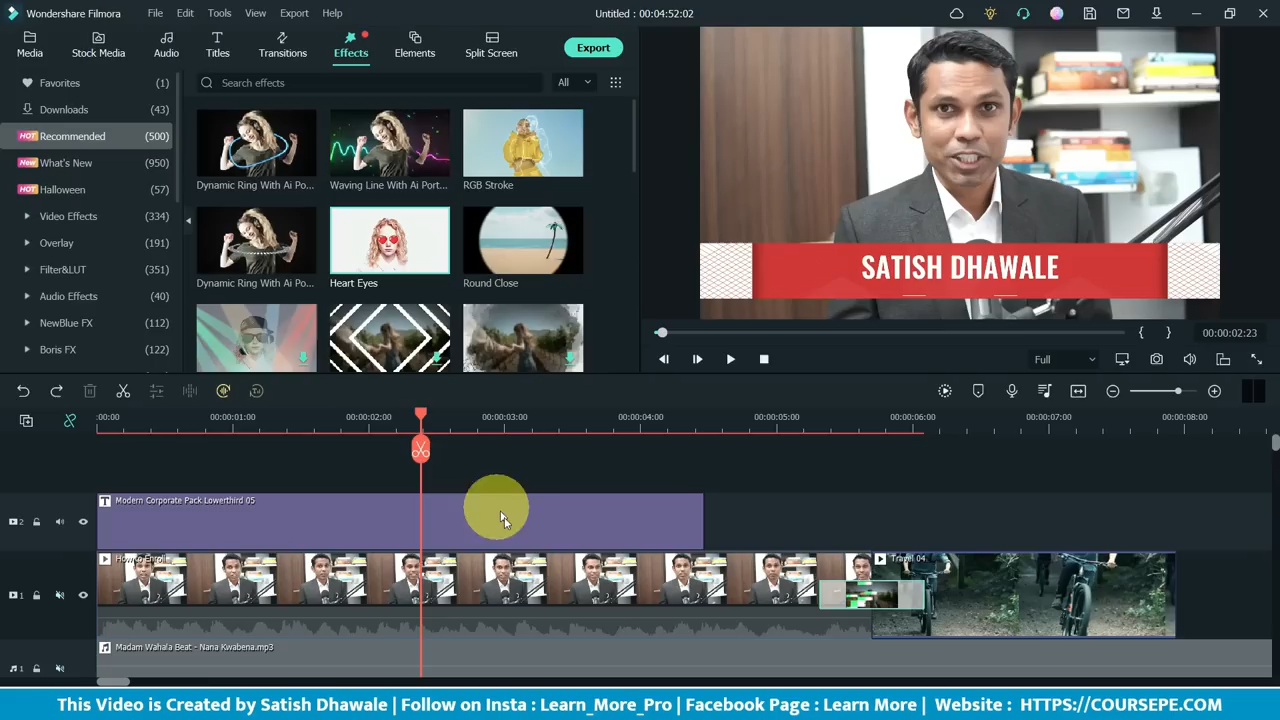 Wondershare Filmora
File
Edit
Tools
View
Export
Help
Untitled : 00:04:52:02
Media
Stock Media
Audio
Titles
Transitions
Effects
Elements
Split Screen
Export
Favorites (1)
Downloads (43)
HOT Recommended (500)
New What's New (950)
HOT Halloween (57)
Video Effects (334)
Overlay (191)
Filter&LUT (351)
Audio Effects (40)
NewBlue FX (112)
Boris FX (122)
Search effects
All
Dynamic Ring With Ai Po...
Waving Line With Ai Port...
RGB Stroke
Dynamic Ring With Ai Po...
Heart Eyes
Round Close
SATISH DHAWALE
{ }
00:00:02:23
Full
:00:00
00:00:01:00
00:00:02:00
00:00:03:00
00:00:04:00
00:00:05:00
00:00:06:00
00:00:07:00
00:00:08:00
2
T Modern Corporate Pack Lowerthird 05
1
How to Enroll
Travel 04
1
Madam Wahala Beat - Nana Kwabena.mp3
This Video is Created by Satish Dhawale | Follow on Insta : Learn_More_Pro | Facebook Page : Learn More | Website : HTTPS://COURSEPE.COM